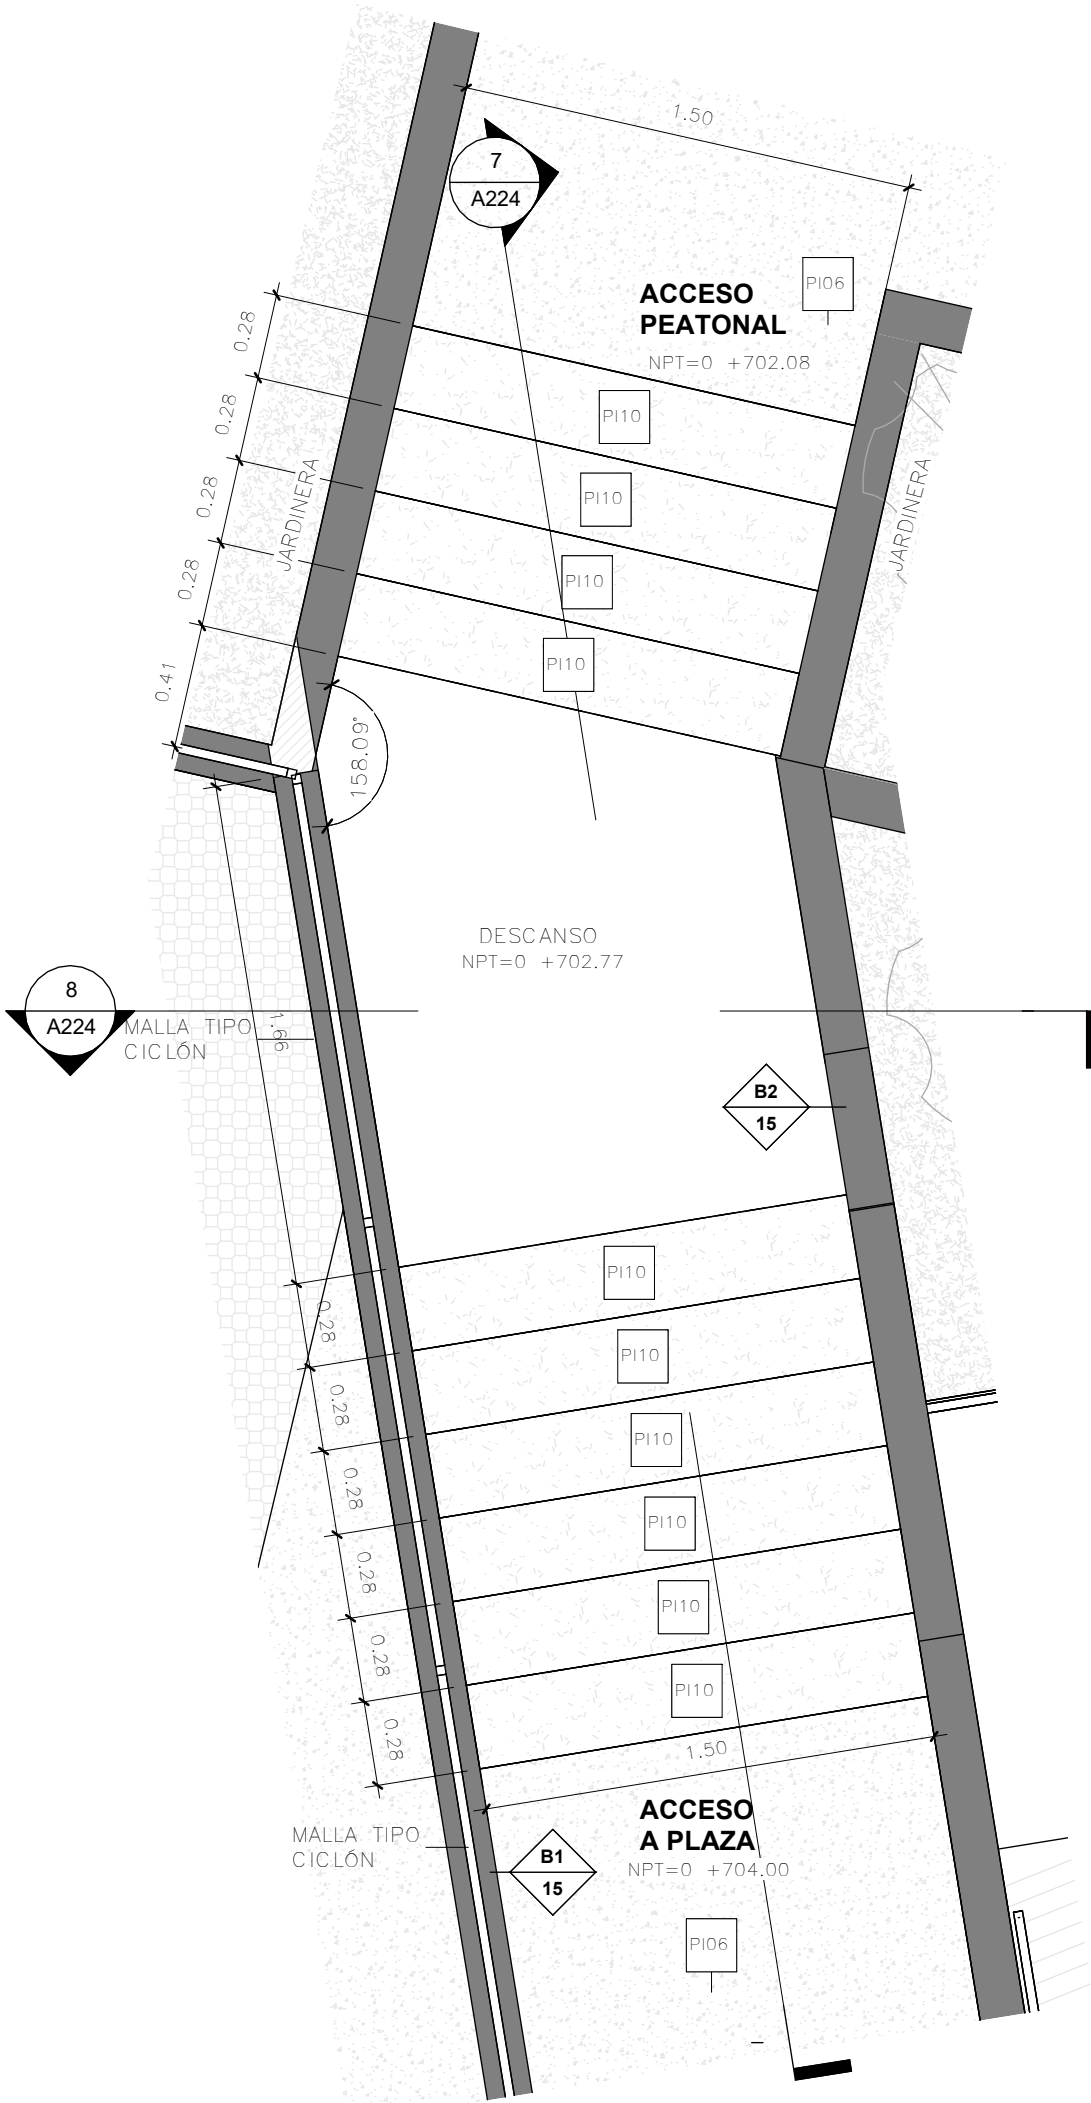 1.50
7
A224
ACCESO
PEATONAL
NPT=0 +702.08
PI06
0.28
0.28
0.28
0.28
0.41
JARDINERA
JARDINERA
PI10
PI10
PI10
PI10
158.09°
DESCANSO
NPT=0 +702.77
8
A224
MALLA TIPO
CICLÓN
1.66
B2
15
PI10
PI10
PI10
PI10
PI10
PI10
0.28
0.28
0.28
0.28
0.28
0.28
1.50
ACCESO
A PLAZA
NPT=0 +704.00
MALLA TIPO
CICLÓN
B1
15
PI06